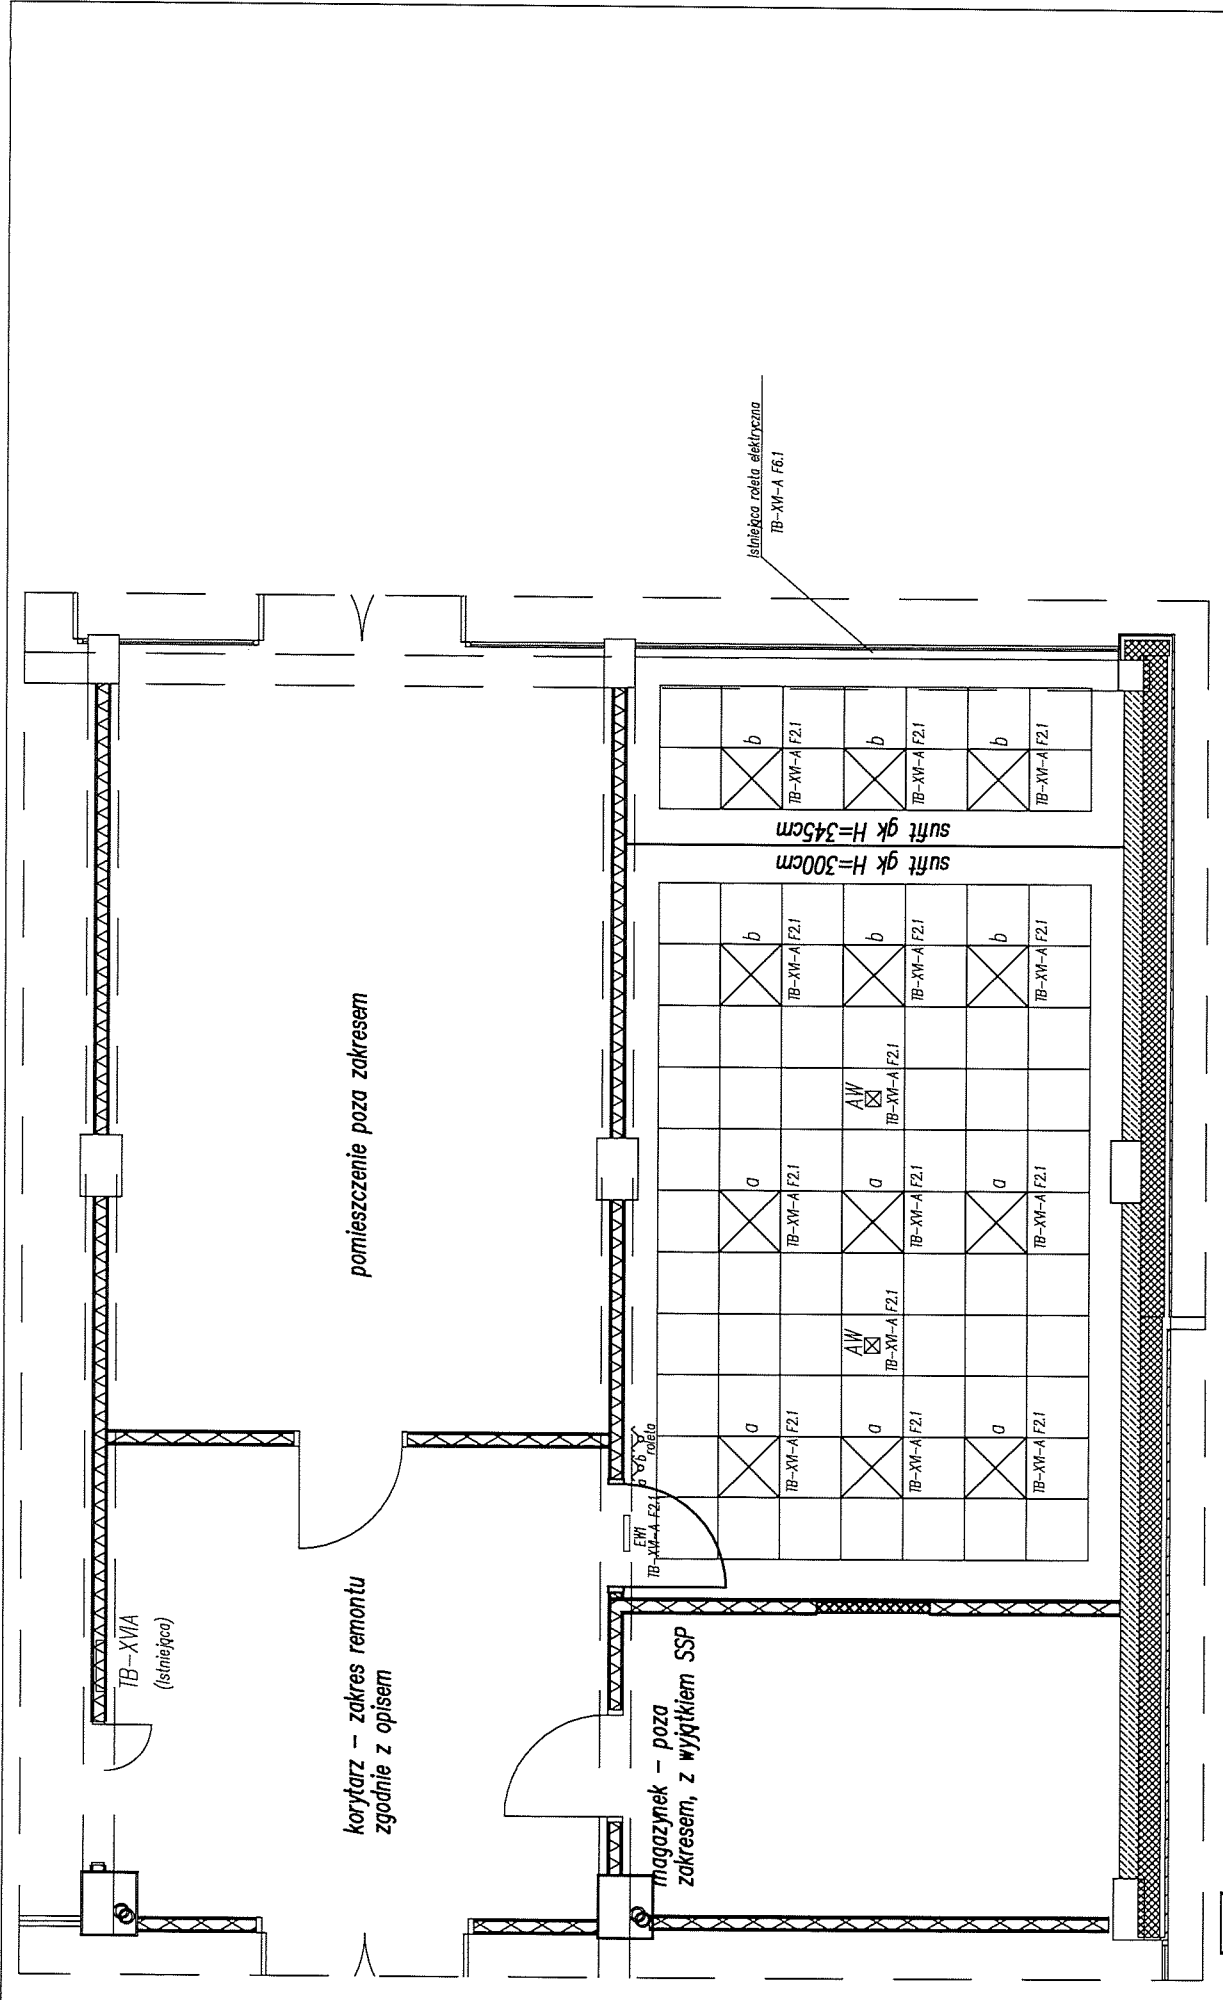 TB-XVIA
(Istniejąca)
korytarz – zakres remontu
zgodnie z opisem
pomieszczenie poza zakresem
magazynek – poza
zakresem, z wyjątkiem SSP
EW1
TB-XVI-A F2.1
a b roleta
a
TB-XVI-A F2.1
a
TB-XVI-A F2.1
a
TB-XVI-A F2.1
AW
TB-XVI-A F2.1
a
TB-XVI-A F2.1
a
TB-XVI-A F2.1
a
TB-XVI-A F2.1
AW
TB-XVI-A F2.1
b
TB-XVI-A F2.1
b
TB-XVI-A F2.1
b
TB-XVI-A F2.1
sufit gk H=300cm
sufit gk H=345cm
b
TB-XVI-A F2.1
b
TB-XVI-A F2.1
b
TB-XVI-A F2.1
Istniejąca roleta elektryczna
TB-XVI-A F6.1